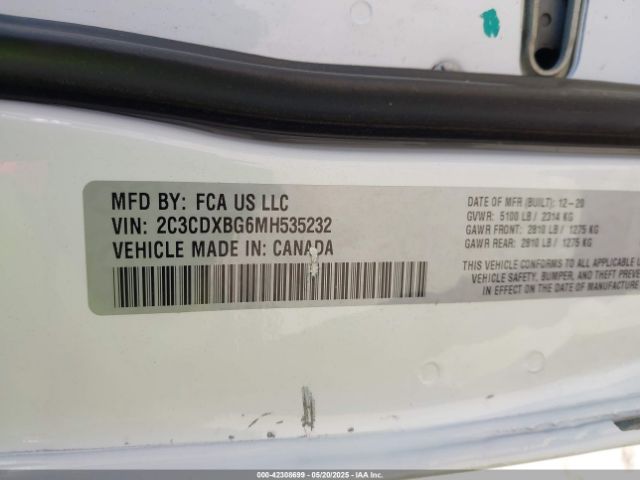 MFD BY: FCA US LLC
VIN: 2C3CDXBG6MH535232
VEHICLE MADE IN: CANADA
DATE OF MFR (BUILT): 12-20
GVWR: 5100 LB / 2314 KG
GAWR FRONT: 2810 LB / 1275 KG
GAWR REAR: 2810 LB / 1275 KG
THIS VEHICLE CONFORMS TO ALL APPLICABLE
VEHICLE SAFETY, BUMPER, AND THEFT
IN EFFECT ON THE DATE OF MANUFACTURE
000-42308699 | 05/20/2025 | IAAI.COM